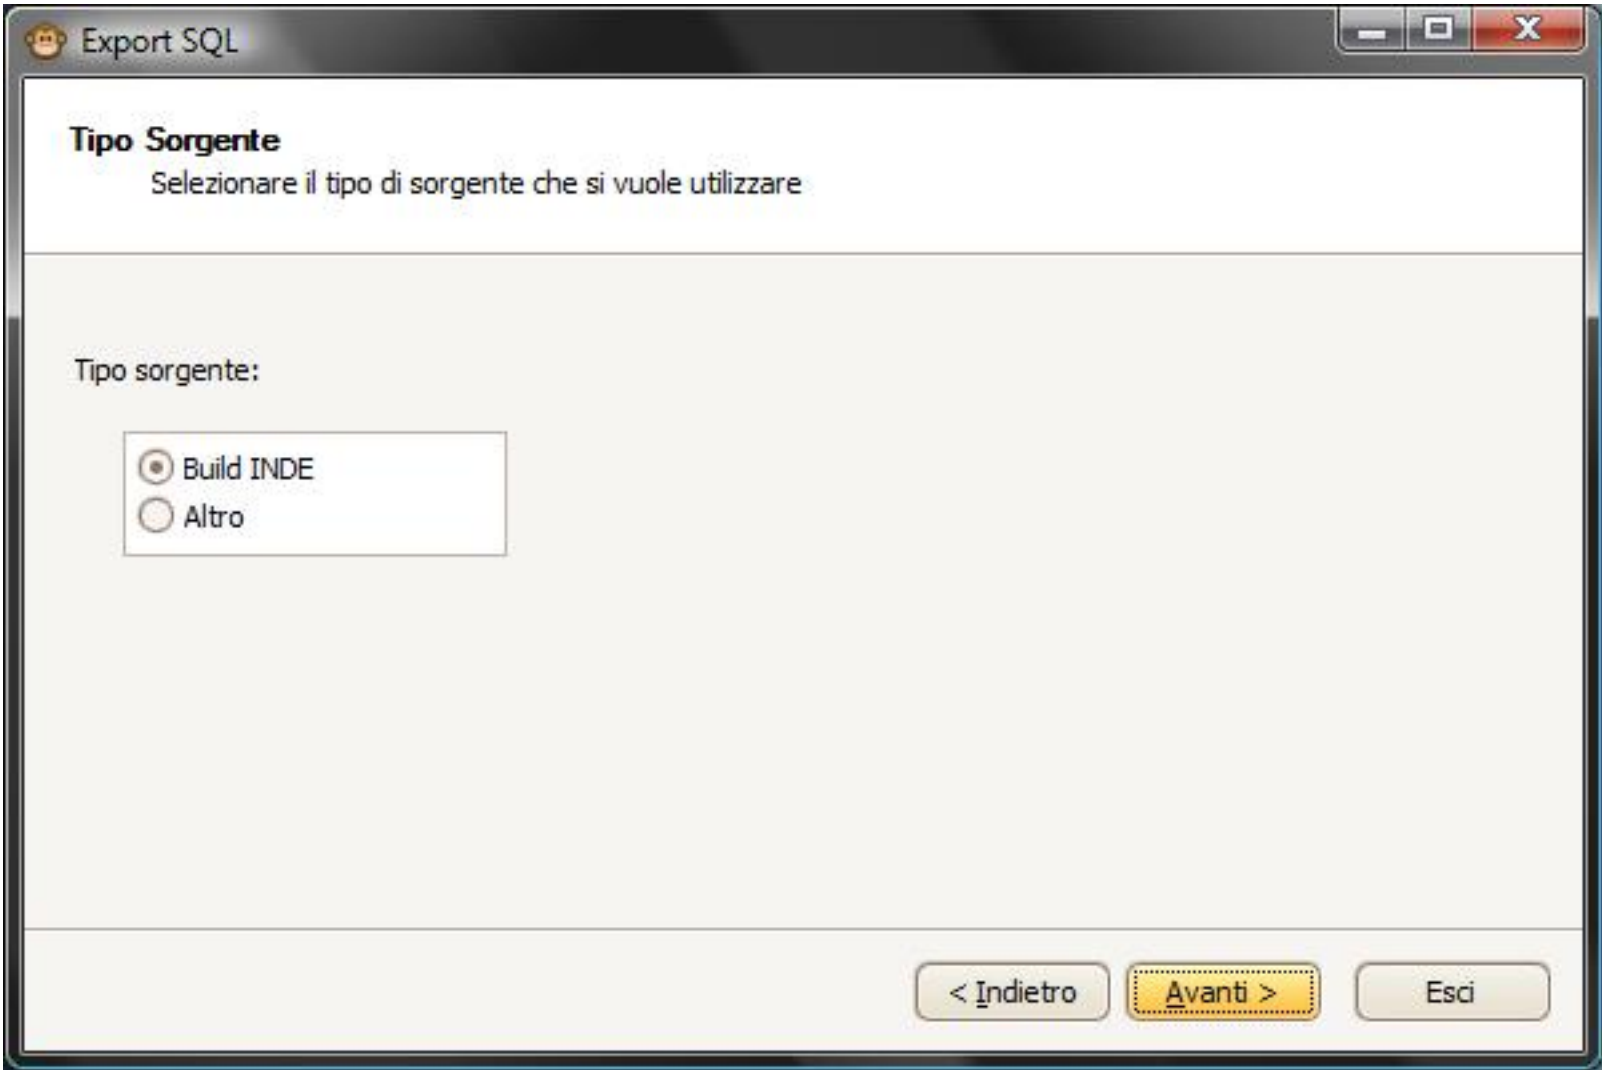 Export SQL
Tipo Sorgente
Selezionare il tipo di sorgente che si vuole utilizzare
Tipo sorgente:
Build INDE
Altro
< Indietro
Avanti >
Esci